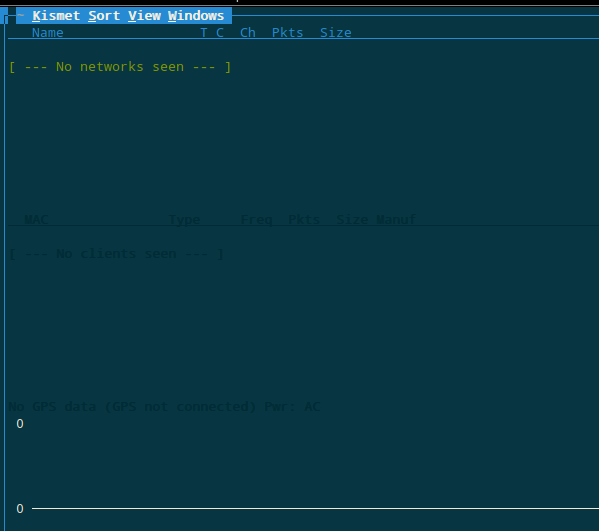 ~ Kismet Sort View Windows
Name T C Ch Pkts Size
[ --- No networks seen --- ]
MAC Type Freq Pkts Size Manuf
[ --- No clients seen --- ]
No GPS data (GPS not connected) Pwr: AC
0
0